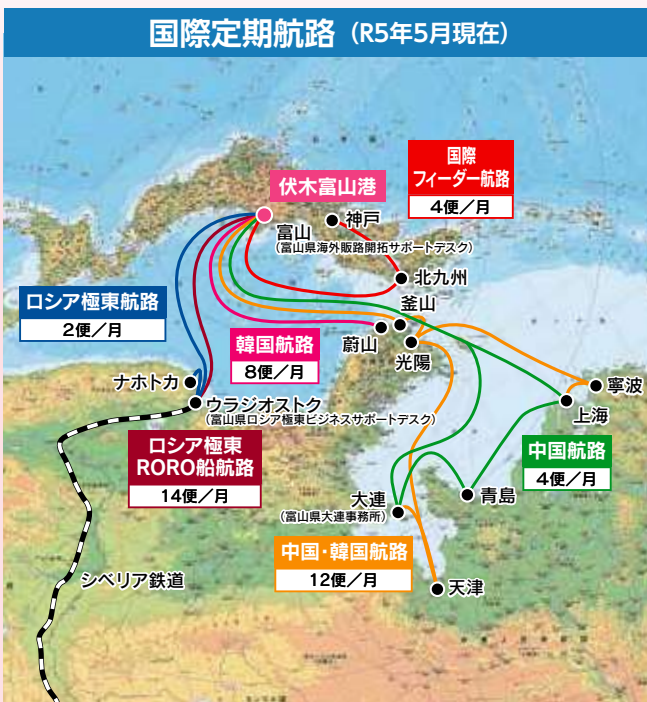 国際定期航路（R5年5月現在）
国際
フィーダー航路
4便／月
伏木富山港
富山
（富山県海外販路開拓サポートデスク）
神戸
北九州
釜山
蔚山
光陽
ロシア極東航路
2便／月
韓国航路
8便／月
ナホトカ
ウラジオストク
（富山県ロシア極東ビジネスサポートデスク）
寧波
上海
ロシア極東
RORO船航路
14便／月
中国航路
4便／月
大連
（富山県大連事務所）
青島
中国・韓国航路
12便／月
シベリア鉄道
天津